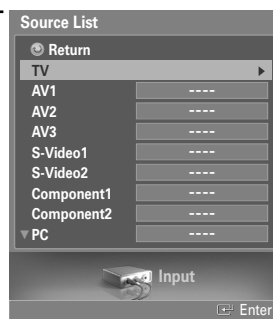 Source List
Return
TV
AV1 ----
AV2 ----
AV3 ----
S-Video1 ----
S-Video2 ----
Component1 ----
Component2 ----
PC ----
Input
Enter